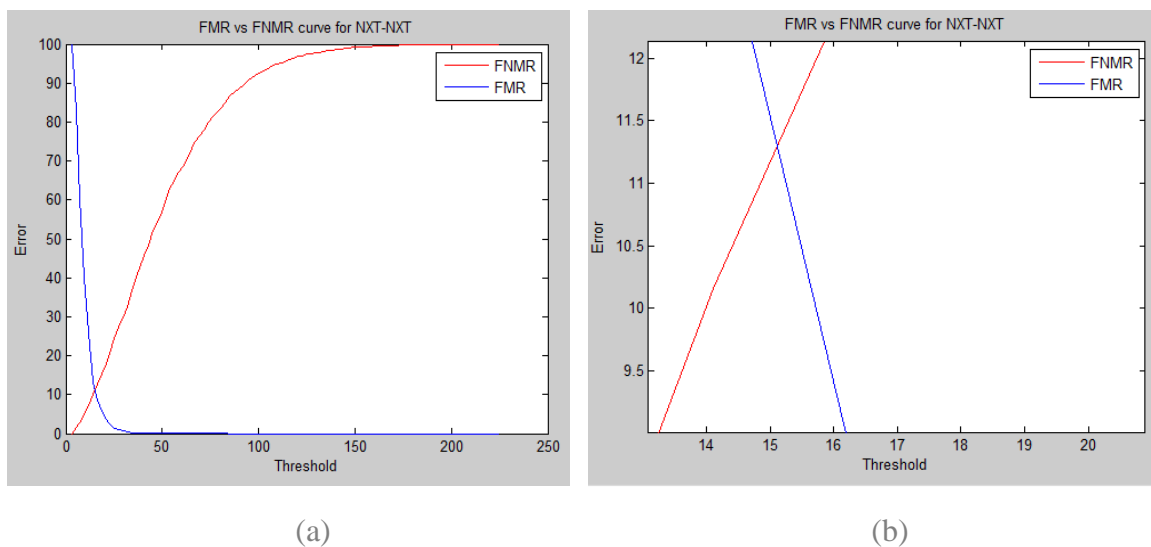 FMR vs FNMR curve for NXT-NXT
100
90
80
70
60
50
40
30
20
10
0
Error
0 50 100 150 200 250
Threshold
FNMR
FMR
(a)
FMR vs FNMR curve for NXT-NXT
12
11.5
11
10.5
10
9.5
Error
14 15 16 17 18 19 20
Threshold
FNMR
FMR
(b)